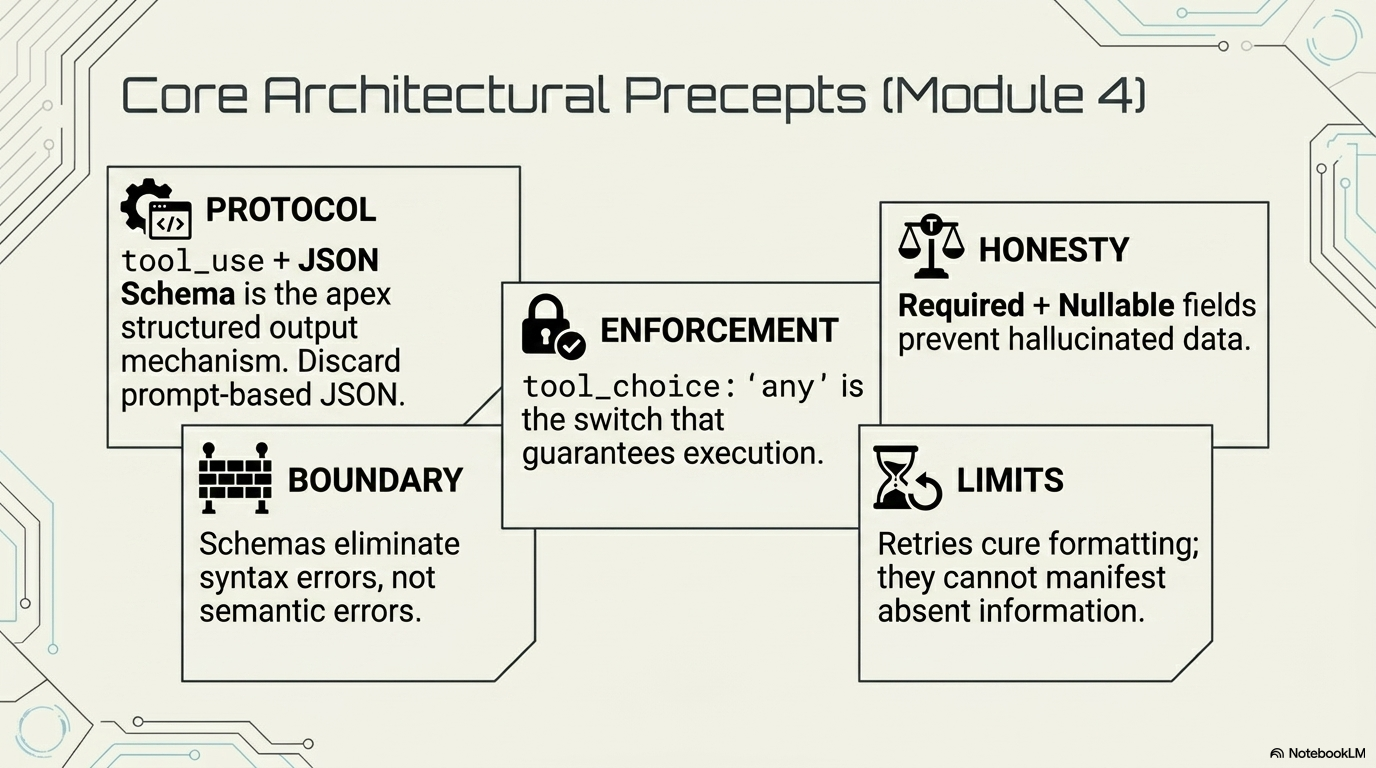 Core Architectural Precepts (Module 4)
PROTOCOL
tool_use + JSON
Schema is the apex
structured output
mechanism. Discard
prompt-based JSON.
BOUNDARY
Schemas eliminate
syntax errors, not
semantic errors.
ENFORCEMENT
tool_choice: ‘any’ is
the switch that
guarantees execution.
T
HONESTY
Required + Nullable fields
prevent hallucinated data.
LIMITS
Retries cure formatting;
they cannot manifest
absent information.
</>
NotebookLM